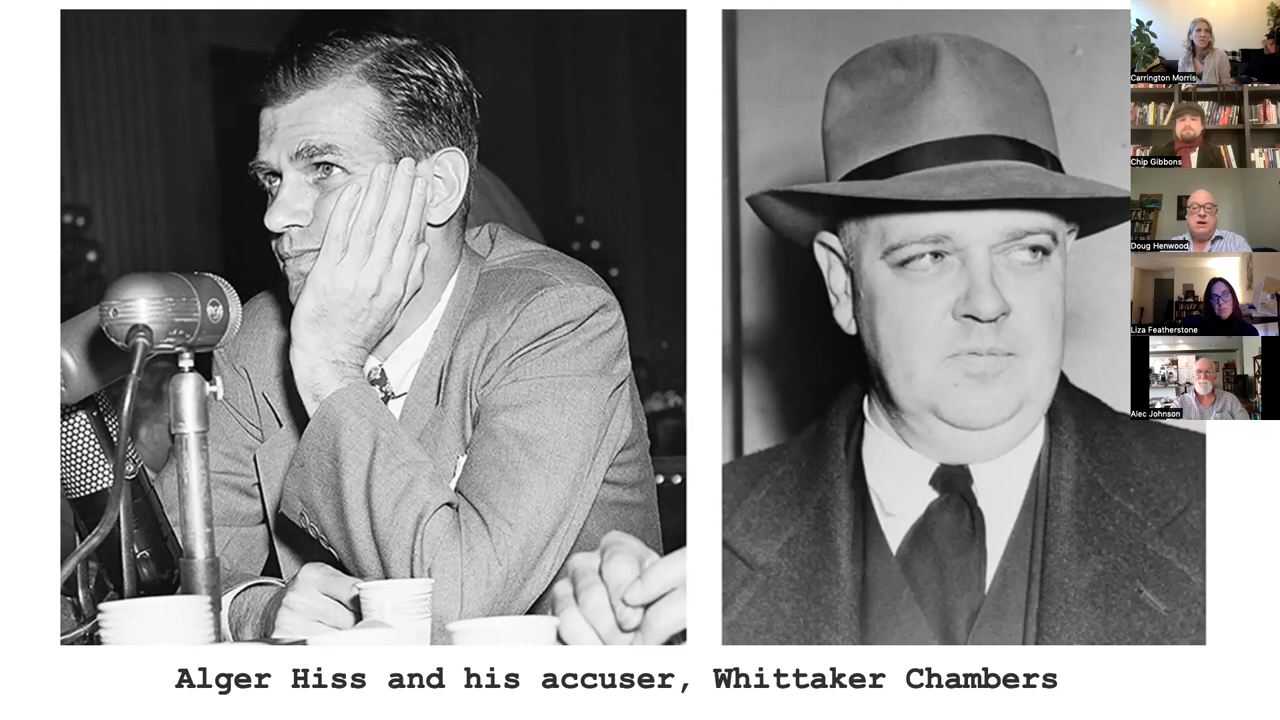 Carrington Morris
Chip Gibbons
Doug Henwood
Liza Featherstone
Alec Johnson
Alger Hiss and his accuser, Whittaker Chambers